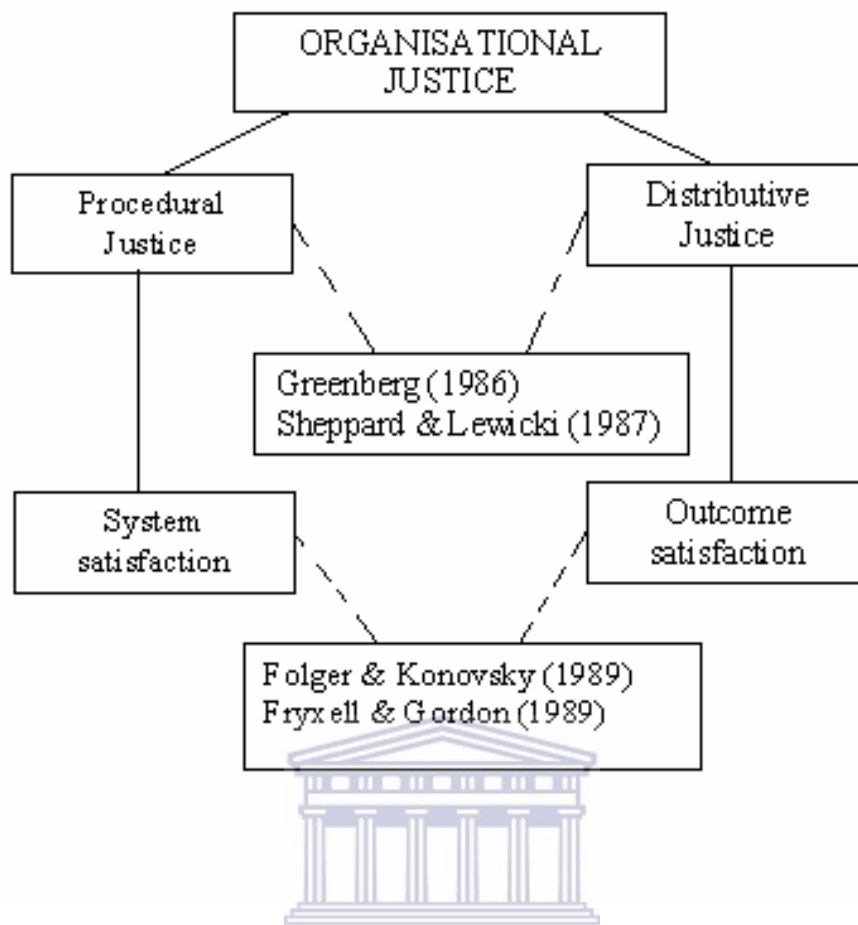 ORGANISATIONAL
JUSTICE
Procedural
Justice
Distributive
Justice
Greenberg (1986)
Sheppard & Lewicki (1987)
System
satisfaction
Outcome
satisfaction
Folger & Konovsky (1989)
Fryxell & Gordon (1989)